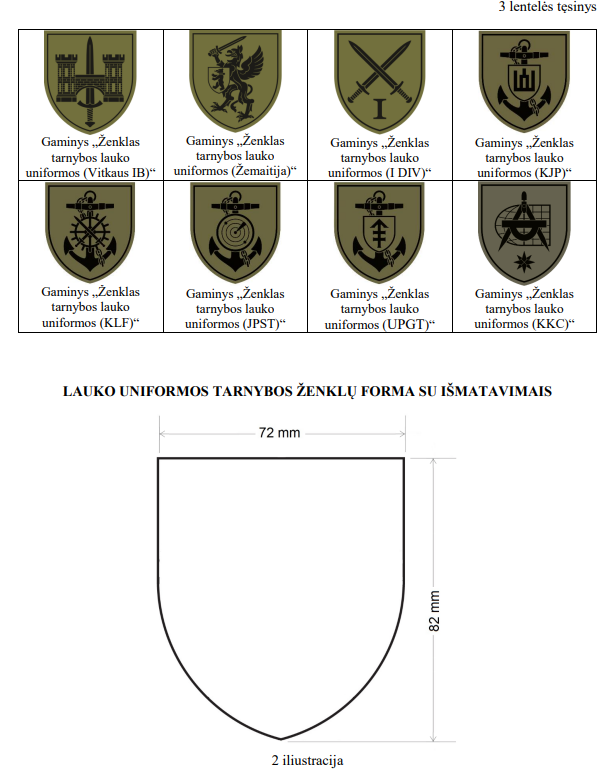 3 lentelės tęsinys
Gaminys „Ženklas
tarnybos lauko
uniformos (Vitkaus IB)“
Gaminys „Ženklas
tarnybos lauko
uniformos (Žemaitija)“
Gaminys „Ženklas
tarnybos lauko
uniformos (I DIV)“
Gaminys „Ženklas
tarnybos lauko
uniformos (KJP)“
I
Gaminys „Ženklas
tarnybos lauko
uniformos (KLF)“
Gaminys „Ženklas
tarnybos lauko
uniformos (JPST)“
Gaminys „Ženklas
tarnybos lauko
uniformos (UPGT)“
Gaminys „Ženklas
tarnybos lauko
uniformos (KKC)“
LAUKO UNIFORMOS TARNYBOS ŽENKLŲ FORMA SU IŠMATAVIMAIS
72 mm
82 mm
2 iliustracija